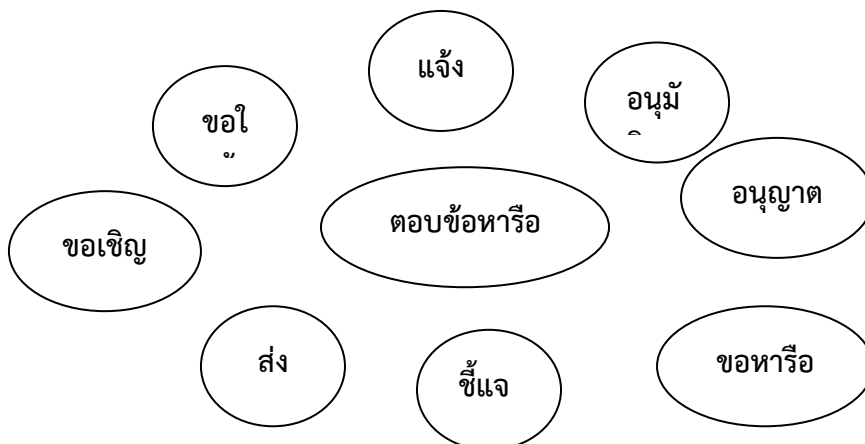 แจ้ง
ขอใ
อนุมั
อนุญาต
ตอบข้อหารือ
ขอเชิญ
ส่ง
ชี้แจ
ขอหารือ